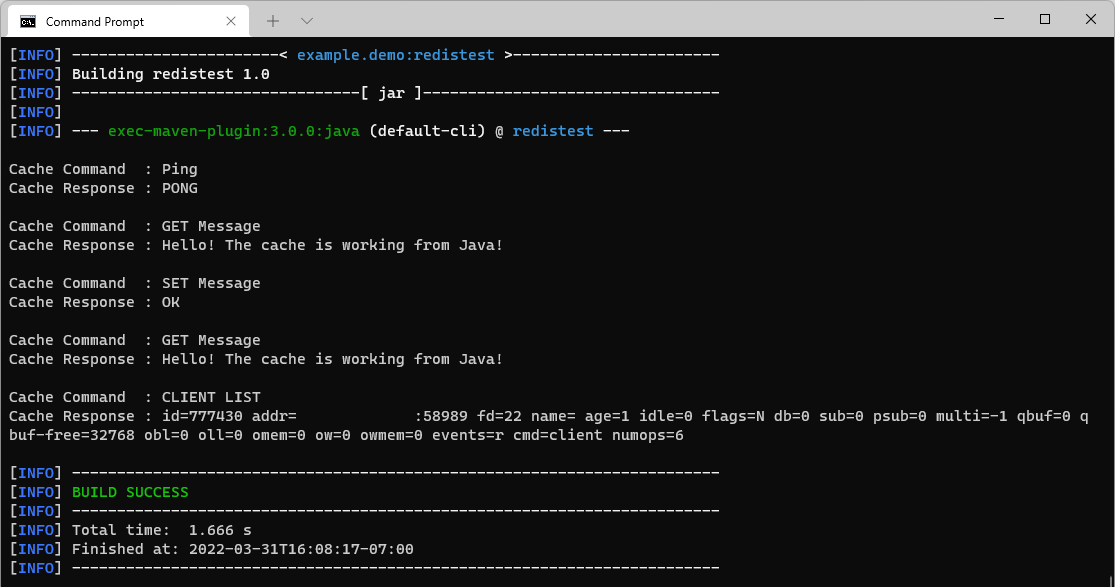 Command Prompt
[INFO] -----------------------< example.demo:redistest >-----------------------
[INFO] Building redistest 1.0
[INFO] --------------------------------[ jar ]---------------------------------
[INFO]
[INFO] --- exec-maven-plugin:3.0.0:java (default-cli) @ redistest ---
Cache Command  : Ping
Cache Response : PONG
Cache Command  : GET Message
Cache Response : Hello! The cache is working from Java!
Cache Command  : SET Message
Cache Response : OK
Cache Command  : GET Message
Cache Response : Hello! The cache is working from Java!
Cache Command  : CLIENT LIST
Cache Response : id=777430 addr=             :58989 fd=22 name= age=1 idle=0 flags=N db=0 sub=0 psub=0 multi=-1 qbuf=0 q
buf-free=32768 obl=0 oll=0 omem=0 ow=0 owmem=0 events=r cmd=client numops=6
[INFO] ------------------------------------------------------------------------
[INFO] BUILD SUCCESS
[INFO] ------------------------------------------------------------------------
[INFO] Total time:  1.666 s
[INFO] Finished at: 2022-03-31T16:08:17-07:00
[INFO] ------------------------------------------------------------------------